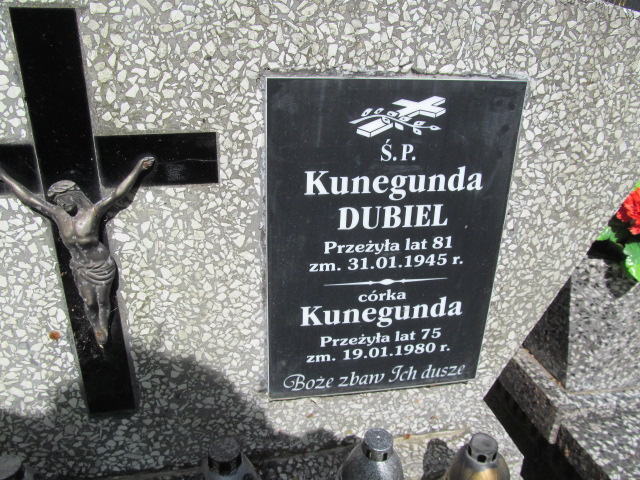 Ś.P.
Kunegunda
DUBIEL
Przeżyła lat 81
zm. 31.01.1945 r.
córka
Kunegunda
Przeżyła lat 75
zm. 19.01.1980 r.
Boże zbaw Ich dusze